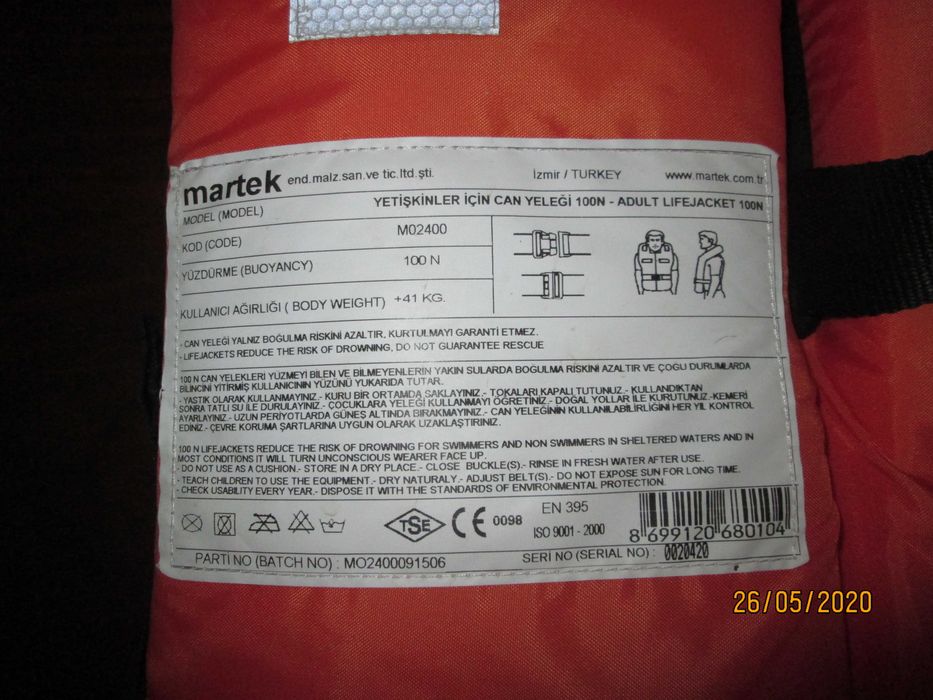 martek end.malz.san.ve tic.ltd.şti. İzmir / TURKEY www.martek.com.tr
MODEL (MODEL) YETİŞKİNLER İÇİN CAN YELEĞİ 100N - ADULT LIFEJACKET 100N
KOD (CODE) M02400
YÜZDÜRME (BUOYANCY) 100 N
KULLANICI AĞIRLIĞI ( BODY WEIGHT) +41 KG.
- CAN YELEĞİ YALNIZ BOĞULMA RİSKİNİ AZALTIR, KURTULMAYI GARANTİ ETMEZ.
- LIFEJACKETS REDUCE THE RISK OF DROWNING, DO NOT GUARANTEE RESCUE
100 N CAN YELEKLERİ YÜZMEYİ BİLEN VE BİLMEYENLERİN YAKIN SULARDA BOĞULMA RİSKİNİ AZALTIR VE ÇOĞU DURUMLARDA
BİLİNCİNİ YİTİRMİŞ KULLANICININ YÜZÜNÜ YUKARIDA TUTAR.
- YASTIK OLARAK KULLANMAYINIZ.- KURU BİR ORTAMDA SAKLAYINIZ.- TOKALARI KAPALI TUTUNUZ.- KULLANDIKTAN
SONRA TATLI SU İLE DURULAYINIZ.- ÇOCUKLARA YELEĞİ KULLANMAYI ÖĞRETİNİZ.- DOĞAL YOLLAR İLE KURUTUNUZ.-KEMERİ
AYARLAYINIZ.- UZUN PERİYOTLARDA GÜNEŞ ALTINDA BIRAKMAYINIZ.- CAN YELEĞİNİN KULLANILABİLİRLİĞİNİ HER YIL KONTROL
EDİNİZ.- ÇEVRE KORUMA ŞARTLARINA UYGUN OLARAK UZAKLAŞTIRINIZ.
100 N LIFEJACKETS REDUCE THE RISK OF DROWNING FOR SWIMMERS AND NON SWIMMERS IN SHELTERED WATERS AND IN
MOST CONDITIONS IT WILL TURN UNCONSCIOUS WEARER FACE UP.
- DO NOT USE AS A CUSHION.- STORE IN A DRY PLACE.- CLOSE BUCKLE(S).- RINSE IN FRESH WATER AFTER USE.
- TEACH CHILDREN TO USE THE EQUIPMENT.- DRY NATURALY.- ADJUST BELT(S).- DO NOT EXPOSE SUN FOR LONG TIME.
- CHECK USABILITY EVERY YEAR.- DISPOSE IT WITH THE STANDARDS OF ENVIRONMENTAL PROTECTION.
TSE CE 0098 EN 395
ISO 9001 - 2000
8 699120 680104
PARTI NO (BATCH NO) : MO2400091506 SERI NO (SERIAL NO) : 0020420
26/05/2020